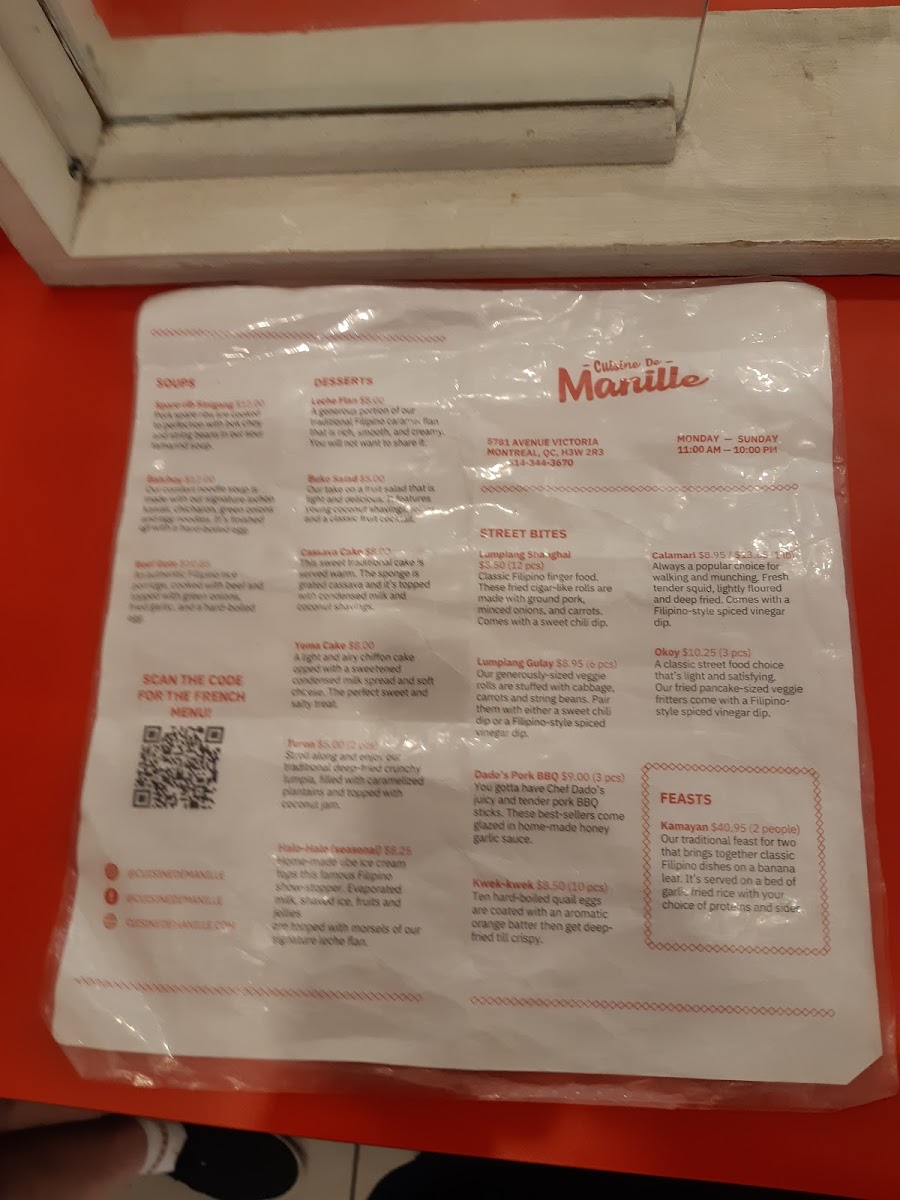 SOUPS
Spare rib Sinigang $12.00
Pork spare ribs are cooked
to perfection with bok choy
and string beans in our sour
tamarind soup.
Batchoy $12.00
Our comfort noodle soup is
made with our signature lechon
kawali, chicharon, green onions
and egg noodles. It's finished
off with a hard-boiled egg.
An authentic Filipino rice
porridge, cooked with beef and
topped with green onions,
fried garlic, and a hard-boiled
egg.
SCAN THE CODE
FOR THE FRENCH
MENU!
@CUISINEDEMANILLE
@CUISINEDEMANILLE
CUISINEDEMANILLE.COM
DESSERTS
Leche Flan $8.00
A generous portion of our
traditional Filipino caramel flan
that is rich, smooth, and creamy.
You will not want to share it.
Buko Salad $5.00
Our take on a fruit salad that is
light and delicious. It features
young coconut shavings
and a classic fruit cocktail.
Cassava Cake $8.00
This sweet traditional cake is
served warm. The sponge is
grated cassava and it's topped
with condensed milk and
coconut shavings.
Yema Cake $8.00
A light and airy chiffon cake
opped with a sweetened
condensed milk spread and soft
cheese. The perfect sweet and
salty treat.
Turon $5.00 (2 pcs)
Stroll along and enjoy our
traditional deep-fried crunchy
lumpia, filled with caramelized
plantains and topped with
coconut jam.
Halo-Halo (seasonal) $8.25
Home-made ube ice cream
tops this famous Filipino
show-stopper. Evaporated
milk, shaved ice, fruits and
jellies
are topped with morsels of our
signature leche flan.
- Cuisine De -
Manille
5781 AVENUE VICTORIA
MONTREAL, QC, H3W 2R3
514-344-3670
MONDAY — SUNDAY
11:00 AM — 10:00 PM
STREET BITES
Lumpiang Shanghai
$8.50 (12 pcs)
Classic Filipino finger food.
These fried cigar-like rolls are
made with ground pork,
minced onions, and carrots.
Comes with a sweet chili dip.
Lumpiang Gulay $8.95 (6 pcs)
Our generously-sized veggie
rolls are stuffed with cabbage,
carrots and string beans. Pair
them with either a sweet chili
dip or a Filipino-style spiced
vinegar dip.
Dado's Pork BBQ $9.00 (3 pcs)
You gotta have Chef Dado's
juicy and tender pork BBQ
sticks. These best-sellers come
glazed in home-made honey
garlic sauce.
Kwek-kwek $8.50 (10 pcs)
Ten hard-boiled quail eggs
are coated with an aromatic
orange batter then get deep-
fried till crispy.
Calamari $8.95 /
Always a popular choice for
walking and munching. Fresh
tender squid, lightly floured
and deep fried. Comes with a
Filipino-style spiced vinegar
dip.
Okoy $10.25 (3 pcs)
A classic street food choice
that's light and satisfying.
Our fried pancake-sized veggie
fritters come with a Filipino-
style spiced vinegar dip.
FEASTS
Kamayan $40.95 (2 people)
Our traditional feast for two
that brings together classic
Filipino dishes on a banana
leaf. It's served on a bed of
garlic fried rice with your
choice of proteins and sides